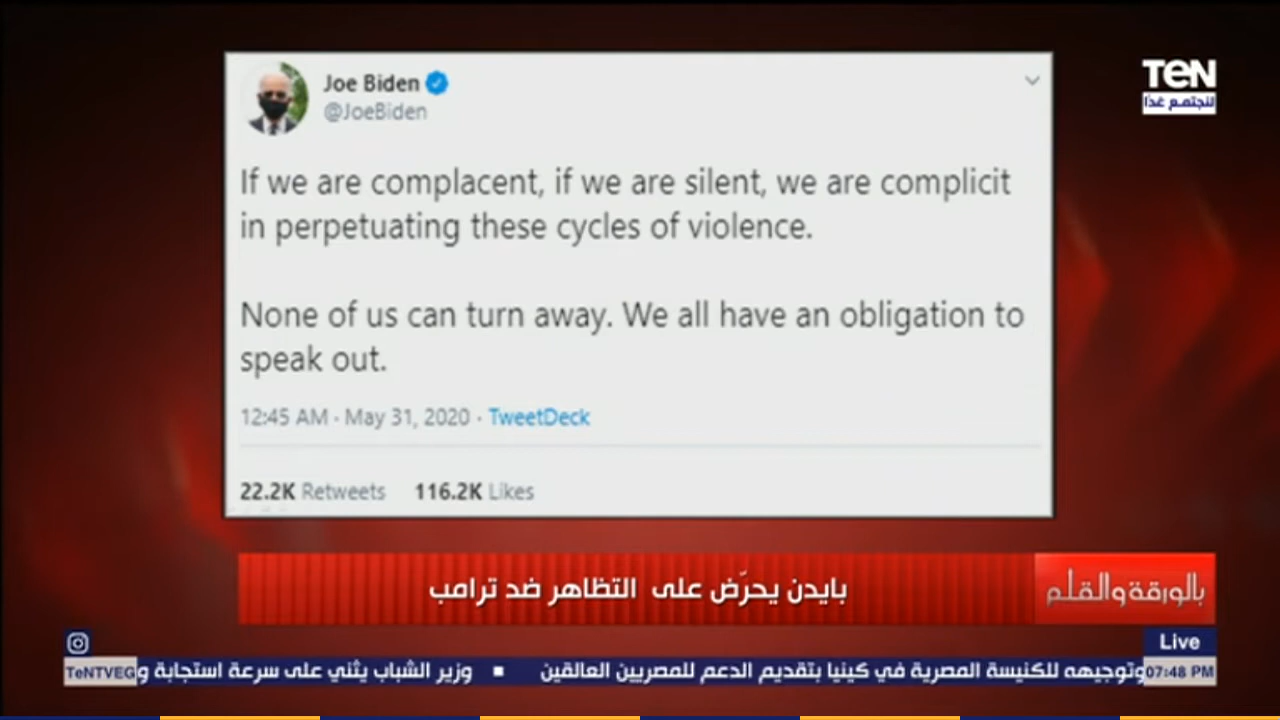 Joe Biden
@JoeBiden
TEN
لنجتمع غدًا
If we are complacent, if we are silent, we are complicit
in perpetuating these cycles of violence.
None of us can turn away. We all have an obligation to
speak out.
12:45 AM · May 31, 2020 · TweetDeck
22.2K Retweets 116.2K Likes
بالورقة والقلم
بايدن يحرّض على التظاهر ضد ترامب
Live
07:48 PM
وتوجيهه للكنيسة المصرية في كينيا بتقديم الدعم للمصريين العالقين ■ وزير الشباب يثني على سرعة استجابة و
TeNTVEG